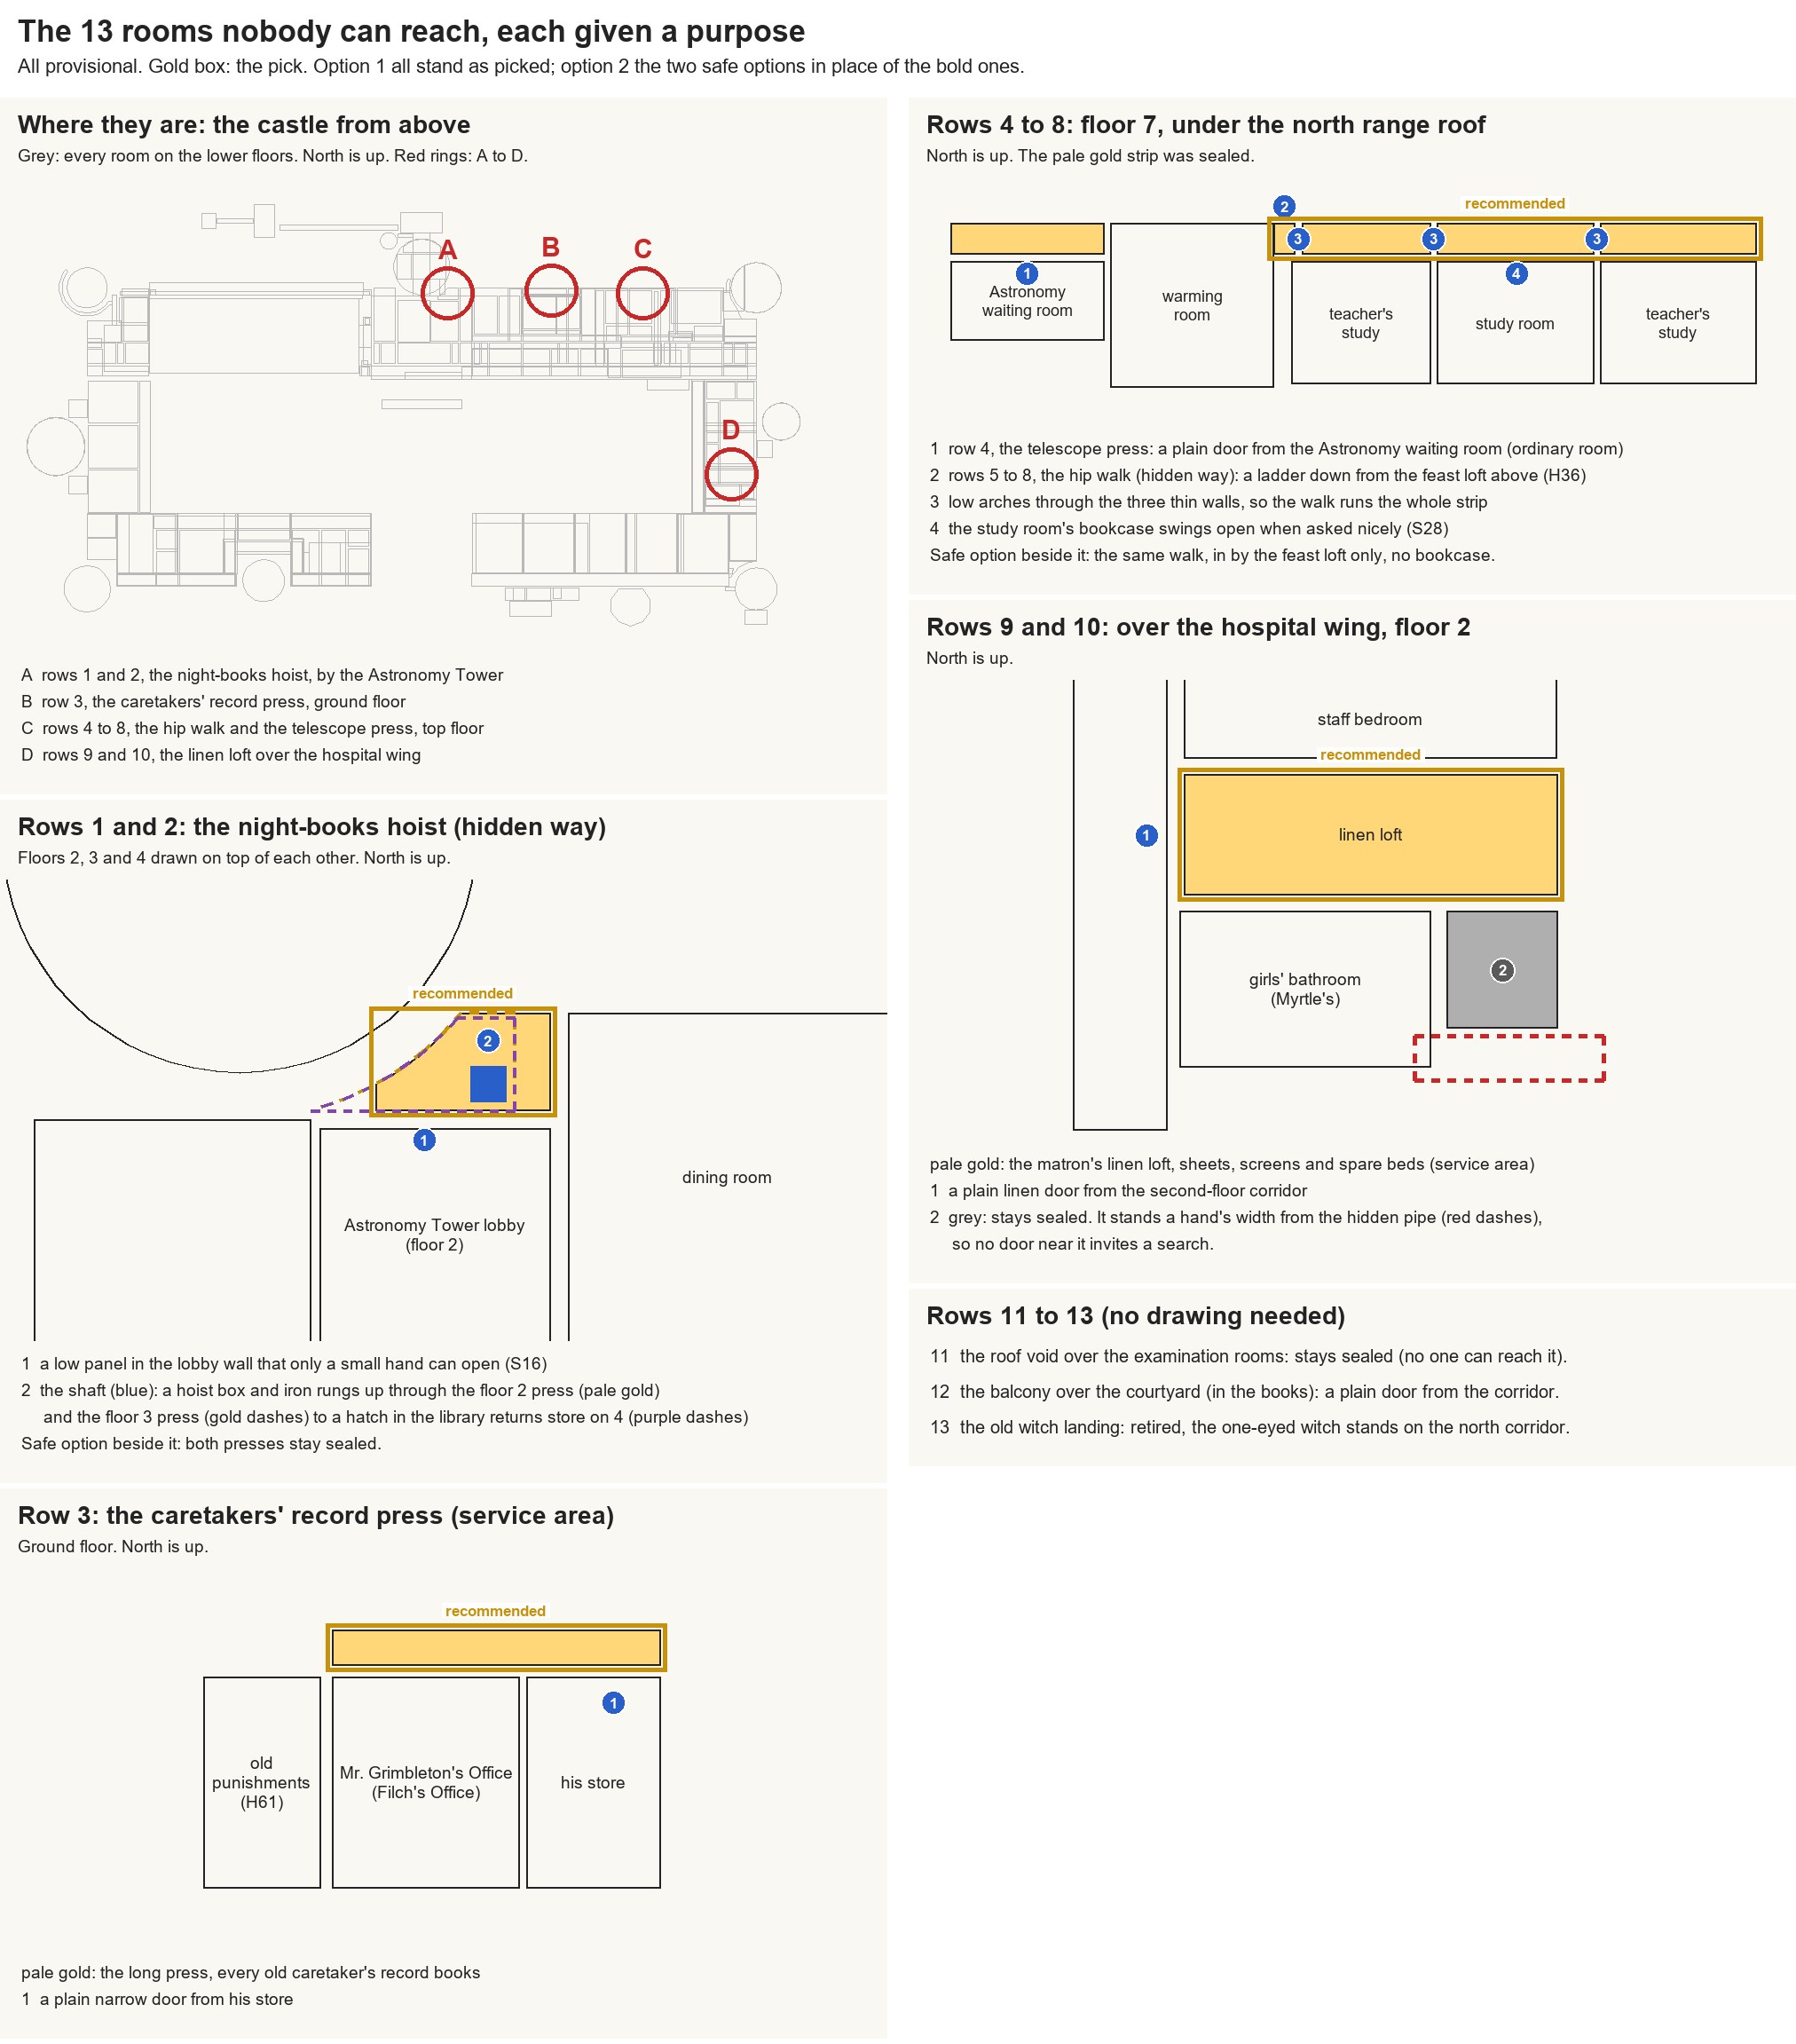 The 13 rooms nobody can reach, each given a purpose
All provisional. Gold box: the pick. Option 1 all stand as picked; option 2 the two safe options in place of the bold ones.
Where they are: the castle from above
Grey: every room on the lower floors. North is up. Red rings: A to D.
A
B
C
D
A rows 1 and 2, the night-books hoist, by the Astronomy Tower
B row 3, the caretakers' record press, ground floor
C rows 4 to 8, the hip walk and the telescope press, top floor
D rows 9 and 10, the linen loft over the hospital wing
Rows 1 and 2: the night-books hoist (hidden way)
Floors 2, 3 and 4 drawn on top of each other. North is up.
recommended
2
1
dining room
Astronomy Tower lobby
(floor 2)
1 a low panel in the lobby wall that only a small hand can open (S16)
2 the shaft (blue): a hoist box and iron rungs up through the floor 2 press (pale gold)
and the floor 3 press (gold dashes) to a hatch in the library returns store on 4 (purple dashes)
Safe option beside it: both presses stay sealed.
Row 3: the caretakers' record press (service area)
Ground floor. North is up.
recommended
1
old
punishments
(H61)
Mr. Grimbleton's Office
(Filch's Office)
his store
pale gold: the long press, every old caretaker's record books
1 a plain narrow door from his store
Rows 4 to 8: floor 7, under the north range roof
North is up. The pale gold strip was sealed.
recommended
2
3
3
3
1
4
Astronomy
waiting room
warming
room
teacher's
study
study room
teacher's
study
1 row 4, the telescope press: a plain door from the Astronomy waiting room (ordinary room)
2 rows 5 to 8, the hip walk (hidden way): a ladder down from the feast loft above (H36)
3 low arches through the three thin walls, so the walk runs the whole strip
4 the study room's bookcase swings open when asked nicely (S28)
Safe option beside it: the same walk, in by the feast loft only, no bookcase.
Rows 9 and 10: over the hospital wing, floor 2
North is up.
staff bedroom
recommended
1
linen loft
girls' bathroom
(Myrtle's)
2
pale gold: the matron's linen loft, sheets, screens and spare beds (service area)
1 a plain linen door from the second-floor corridor
2 grey: stays sealed. It stands a hand's width from the hidden pipe (red dashes),
so no door near it invites a search.
Rows 11 to 13 (no drawing needed)
11 the roof void over the examination rooms: stays sealed (no one can reach it).
12 the balcony over the courtyard (in the books): a plain door from the corridor.
13 the old witch landing: retired, the one-eyed witch stands on the north corridor.